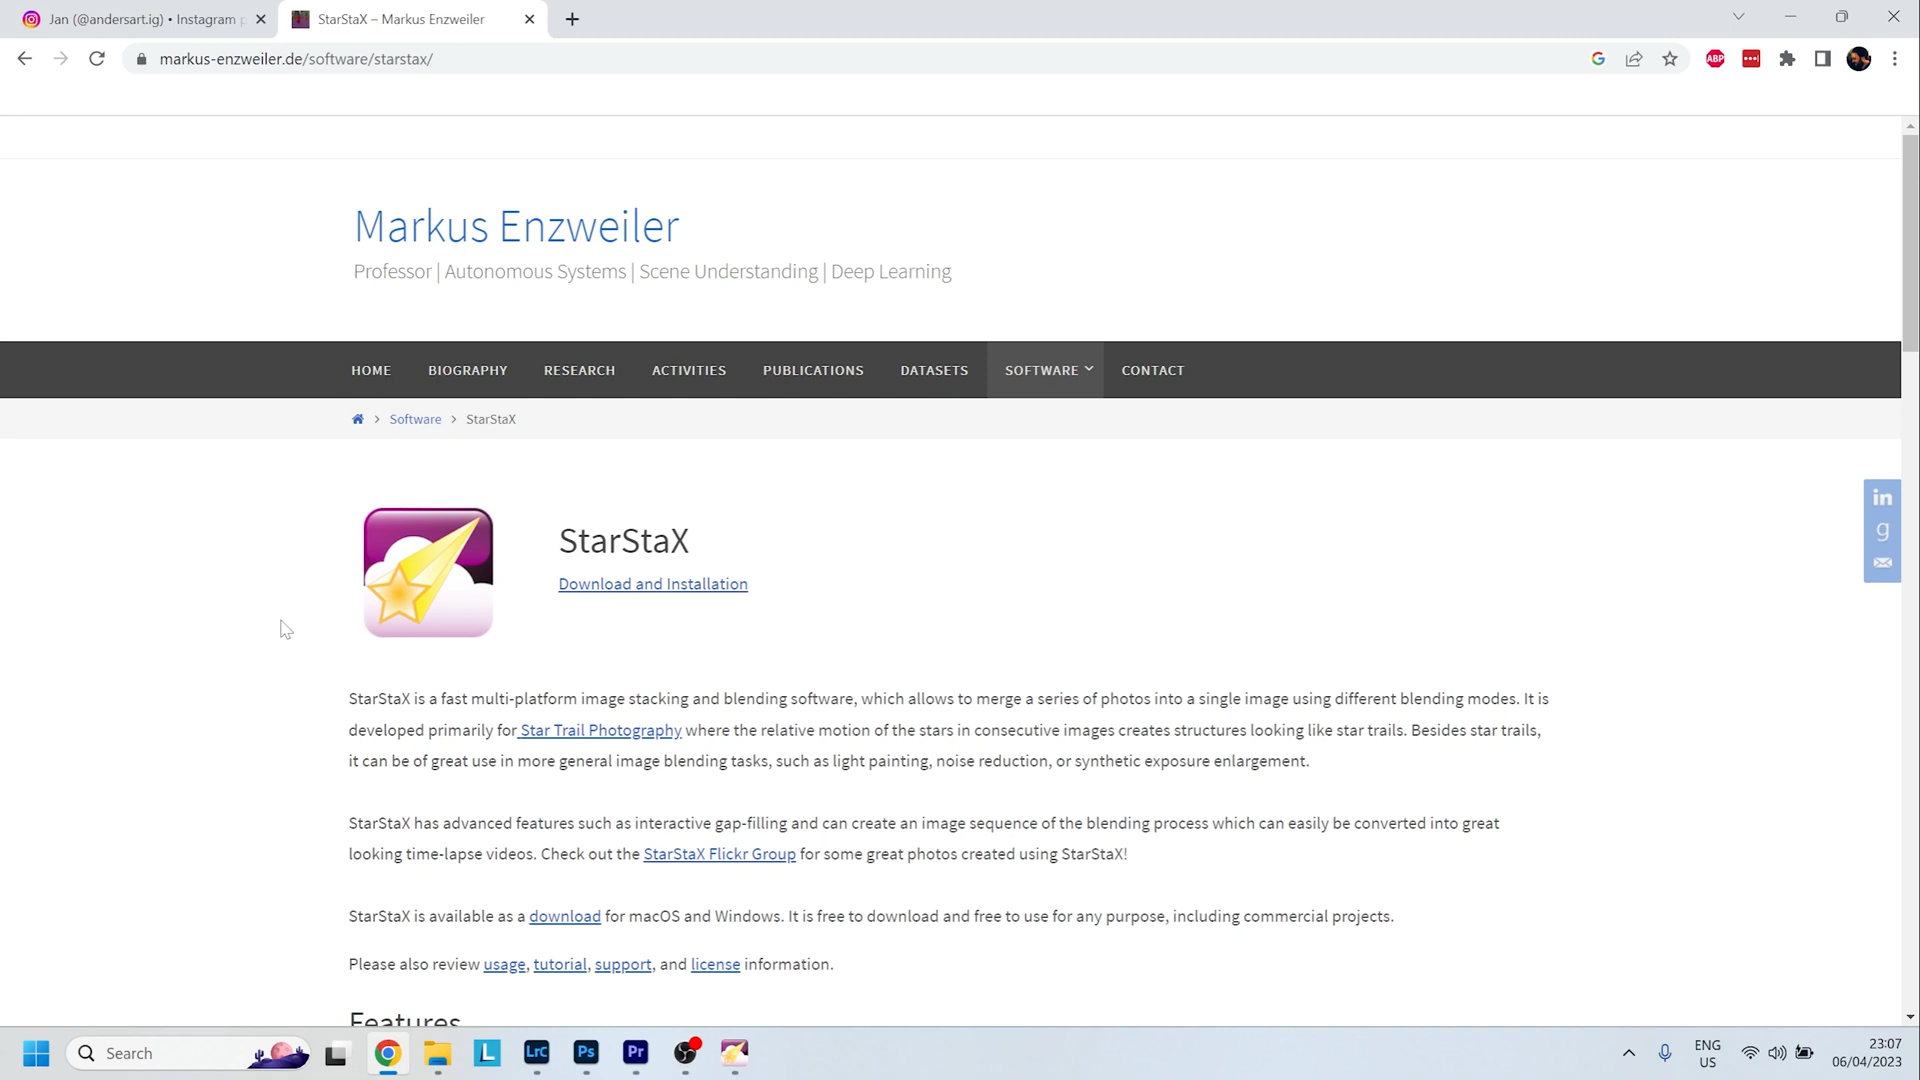 Jan (@andersart.ig) • Instagram p
StarStaX – Markus Enzweiler
markus-enzweiler.de/software/starstax/
ABP
Markus Enzweiler
Professor | Autonomous Systems | Scene Understanding | Deep Learning
HOME BIOGRAPHY RESEARCH ACTIVITIES PUBLICATIONS DATASETS SOFTWARE CONTACT
Software > StarStaX
in
g
StarStaX
Download and Installation
StarStaX is a fast multi-platform image stacking and blending software, which allows to merge a series of photos into a single image using different blending modes. It is
developed primarily for Star Trail Photography where the relative motion of the stars in consecutive images creates structures looking like star trails. Besides star trails,
it can be of great use in more general image blending tasks, such as light painting, noise reduction, or synthetic exposure enlargement.
StarStaX has advanced features such as interactive gap-filling and can create an image sequence of the blending process which can easily be converted into great
looking time-lapse videos. Check out the StarStaX Flickr Group for some great photos created using StarStaX!
StarStaX is available as a download for macOS and Windows. It is free to download and free to use for any purpose, including commercial projects.
Please also review usage, tutorial, support, and license information.
Features
Search
L
LrC
Ps
Pr
ENG
US
23:07
06/04/2023